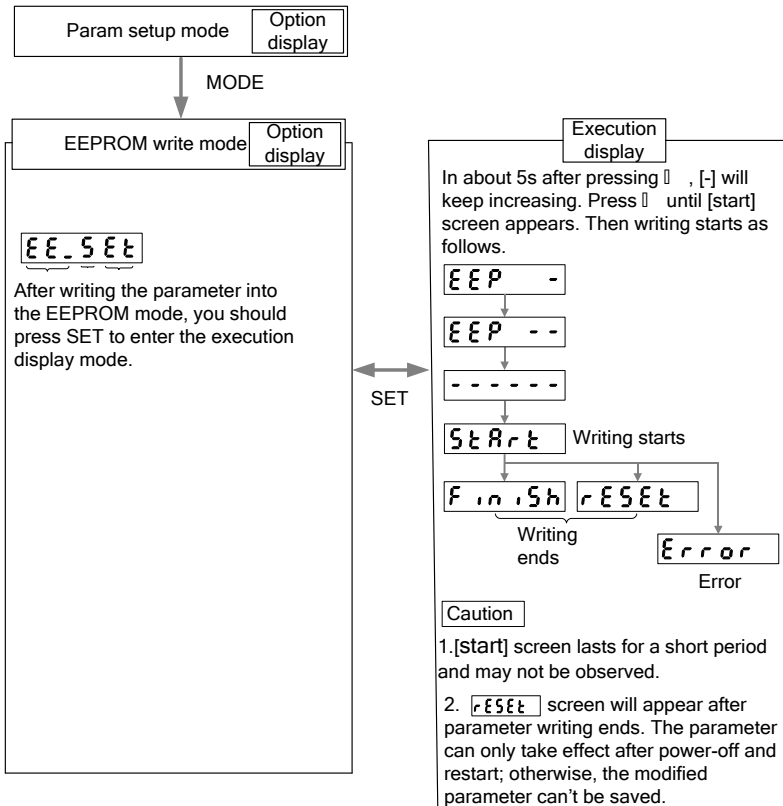 Param setup mode
Option
display
MODE
EEPROM write mode
Option
display
EE_SEt
After writing the parameter into
the EEPROM mode, you should
press SET to enter the execution
display mode.
SET
Execution
display
In about 5s after pressing ▯ , [-] will
keep increasing. Press ▯ until [start]
screen appears. Then writing starts as
follows.
EEP -
EEP --
------
StArt Writing starts
FiniSh rESEt
Writing
ends
Error
Error
Caution
1.[start] screen lasts for a short period
and may not be observed.
2. rESEt screen will appear after
parameter writing ends. The parameter
can only take effect after power-off and
restart; otherwise, the modified
parameter can't be saved.